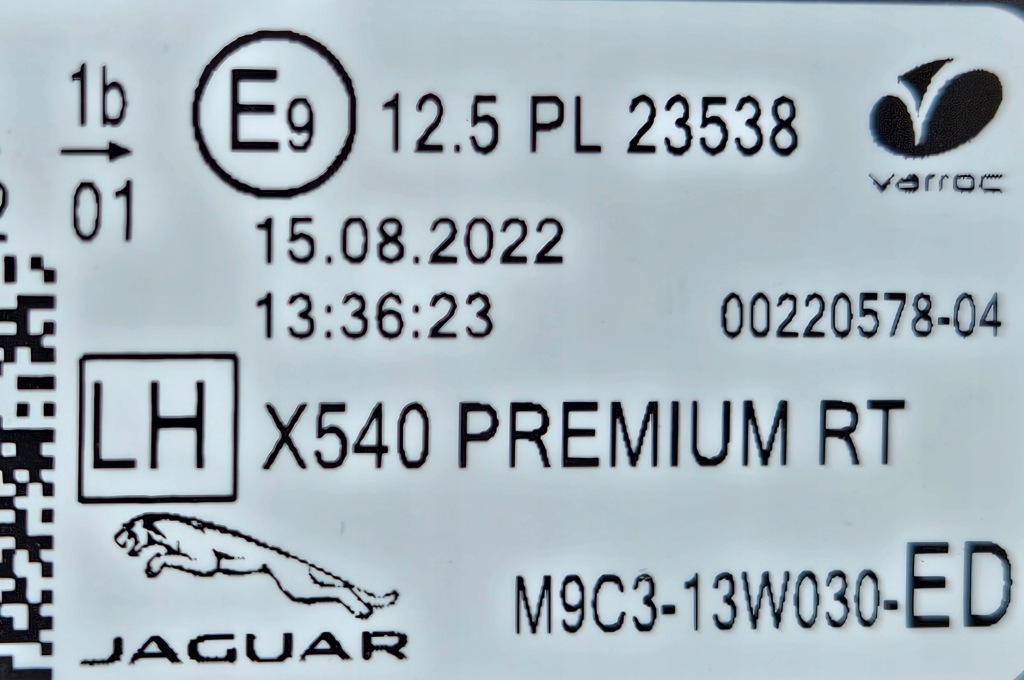 1b
→
01
E9 12.5 PL 23538
varroc
15.08.2022
13:36:23
00220578-04
LH X540 PREMIUM RT
JAGUAR
M9C3-13W030-ED